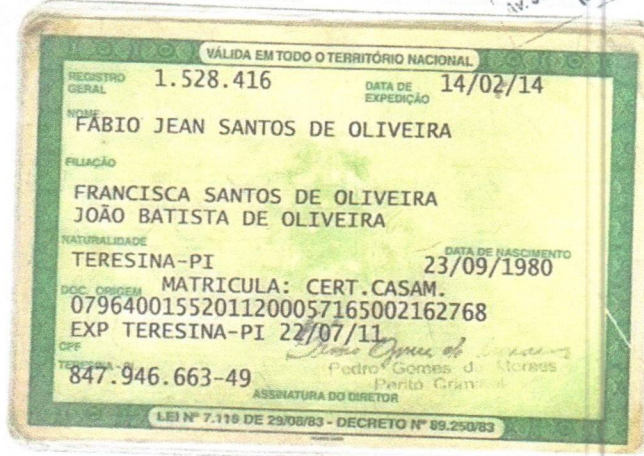 VÁLIDA EM TODO O TERRITÓRIO NACIONAL
REGISTRO GERAL 1.528.416 DATA DE EXPEDIÇÃO 14/02/14
NOME
FÁBIO JEAN SANTOS DE OLIVEIRA
FILIAÇÃO
FRANCISCA SANTOS DE OLIVEIRA
JOÃO BATISTA DE OLIVEIRA
NATURALIDADE DATA DE NASCIMENTO
TERESINA-PI 23/09/1980
DOC. ORIGEM MATRICULA: CERT.CASAM.
07964001552011200057165002162768
EXP TERESINA-PI 22/07/11
CPF
TERESINA-PI
847.946.663-49
Pedro Gomes de Moraes
Perito Criminal
ASSINATURA DO DIRETOR
LEI Nº 7.116 DE 29/08/83 - DECRETO Nº 89.250/83